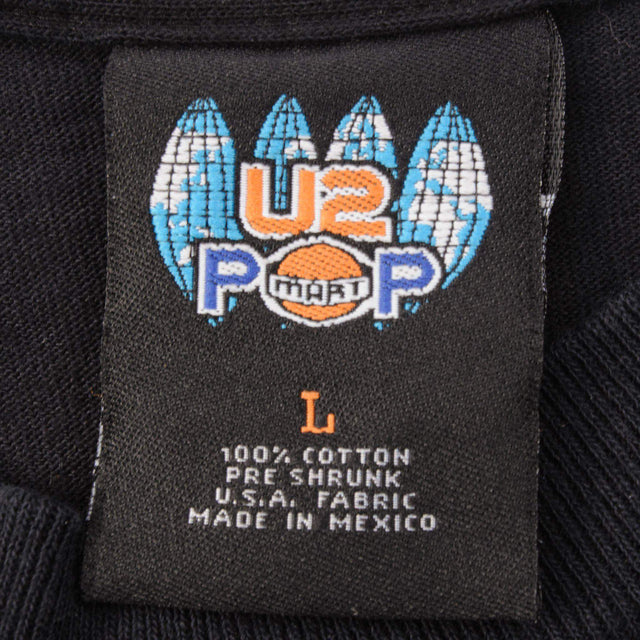 U2
POP
MART
L
100% COTTON
PRE SHRUNK
U.S.A. FABRIC
MADE IN MEXICO